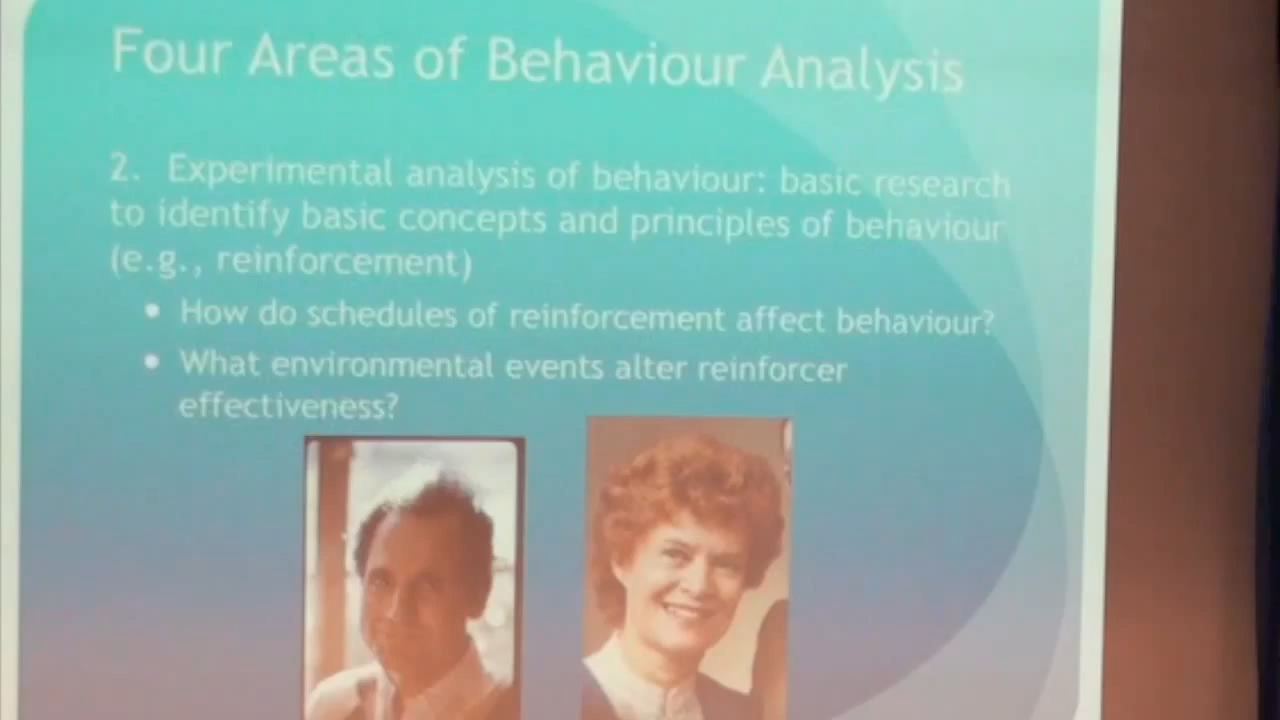 Four Areas of Behaviour Analysis
2. Experimental analysis of behaviour: basic research
to identify basic concepts and principles of behaviour
(e.g., reinforcement)
• How do schedules of reinforcement affect behaviour?
• What environmental events alter reinforcer
effectiveness?